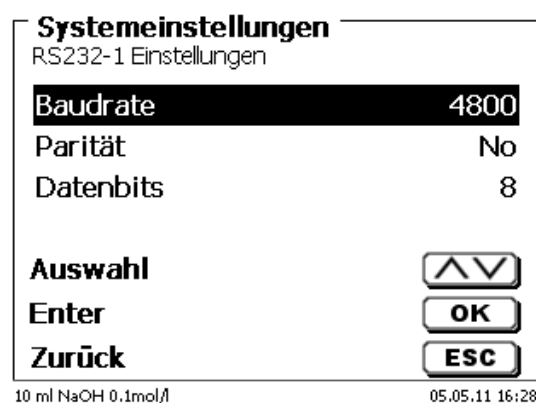 Systemeinstellungen
RS232-1 Einstellungen
Baudrate 4800
Parität No
Datenbits 8
Auswahl
Enter OK
Zurück ESC
10 ml NaOH 0.1mol/l 05.05.11 16:28